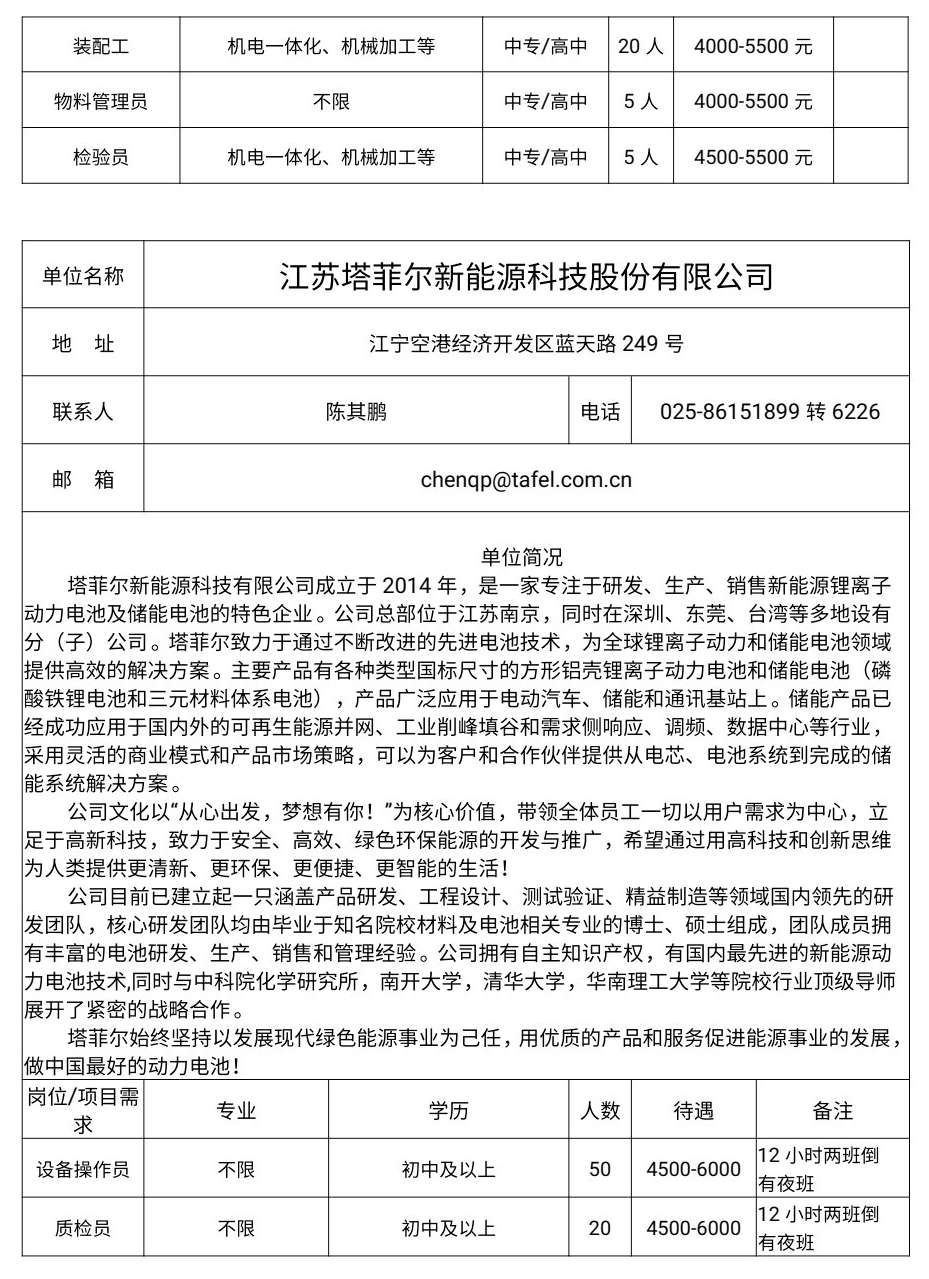 装配工 机电一体化、机械加工等 中专/高中 20 人 4000-5500 元
物料管理员 不限 中专/高中 5 人 4000-5500 元
检验员 机电一体化、机械加工等 中专/高中 5 人 4500-5500 元
单位名称 江苏塔菲尔新能源科技股份有限公司
地 址 江宁空港经济开发区蓝天路 249 号
联系人 陈其鹏 电话 025-86151899 转 6226
邮 箱 chenqp@tafel.com.cn
单位简况
塔菲尔新能源科技有限公司成立于 2014 年，是一家专注于研发、生产、销售新能源锂离子
动力电池及储能电池的特色企业。公司总部位于江苏南京，同时在深圳、东莞、台湾等多地设有
分（子）公司。塔菲尔致力于通过不断改进的先进电池技术，为全球锂离子动力和储能电池领域
提供高效的解决方案。主要产品有各种类型国标尺寸的方形铝壳锂离子动力电池和储能电池（磷
酸铁锂电池和三元材料体系电池），产品广泛应用于电动汽车、储能和通讯基站上。储能产品已
经成功应用于国内外的可再生能源并网、工业削峰填谷和需求侧响应、调频、数据中心等行业，
采用灵活的商业模式和产品市场策略，可以为客户和合作伙伴提供从电芯、电池系统到完成的储
能系统解决方案。
公司文化以“从心出发，梦想有你！”为核心价值，带领全体员工一切以用户需求为中心，立
足于高新科技，致力于安全、高效、绿色环保能源的开发与推广，希望通过用高科技和创新思维
为人类提供更清新、更环保、更便捷、更智能的生活！
公司目前已建立起一只涵盖产品研发、工程设计、测试验证、精益制造等领域国内领先的研
发团队，核心研发团队均由毕业于知名院校材料及电池相关专业的博士、硕士组成，团队成员拥
有丰富的电池研发、生产、销售和管理经验。公司拥有自主知识产权，有国内最先进的新能源动
力电池技术,同时与中科院化学研究所，南开大学，清华大学，华南理工大学等院校行业顶级导师
展开了紧密的战略合作。
塔菲尔始终坚持以发展现代绿色能源事业为己任，用优质的产品和服务促进能源事业的发展，
做中国最好的动力电池！
岗位/项目需
求 专业 学历 人数 待遇 备注
设备操作员 不限 初中及以上 50 4500-6000 12 小时两班倒
有夜班
质检员 不限 初中及以上 20 4500-6000 12 小时两班倒
有夜班